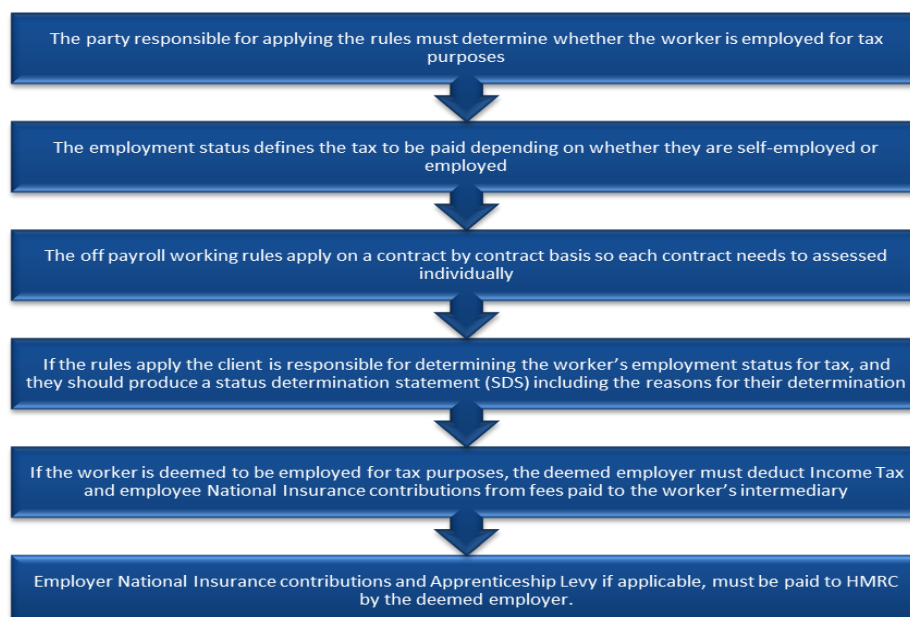 The party responsible for applying the rules must determine whether the worker is employed for tax
purposes
The employment status defines the tax to be paid depending on whether they are self-employed or
employed
The off payroll working rules apply on a contract by contract basis so each contract needs to assessed
individually
If the rules apply the client is responsible for determining the worker's employment status for tax, and
they should produce a status determination statement (SDS) including the reasons for their determination
If the worker is deemed to be employed for tax purposes, the deemed employer must deduct Income Tax
and employee National Insurance contributions from fees paid to the worker's intermediary
Employer National Insurance contributions and Apprenticeship Levy if applicable, must be paid to HMRC
by the deemed employer.